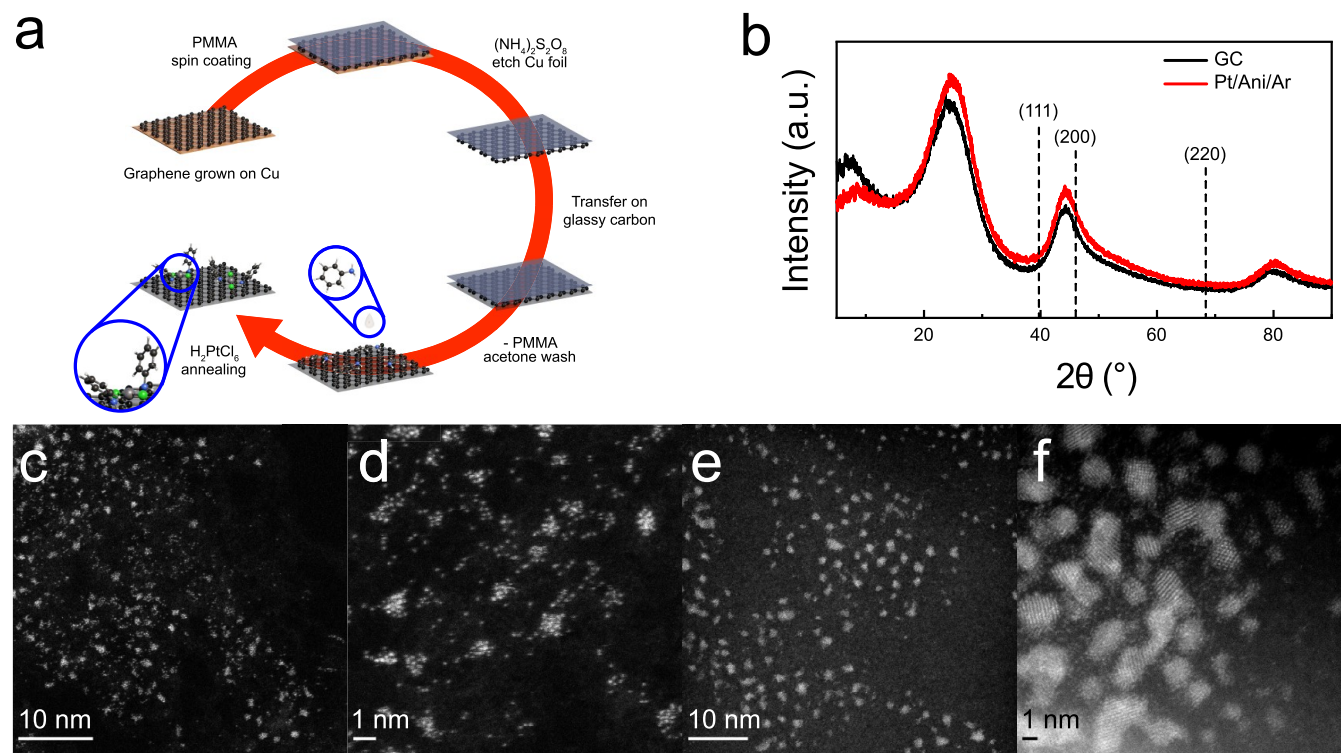 a
PMMA
spin coating
(NH₄)₂S₂O₈
etch Cu foil
Graphene grown on Cu
Transfer on
glassy carbon
- PMMA
acetone wash
H₂PtCl₆
annealing
b
Intensity (a.u.)
GC
Pt/Ani/Ar
(111)
(200)
(220)
20
40
60
80
2θ (°)
c
10 nm
d
1 nm
e
10 nm
f
1 nm